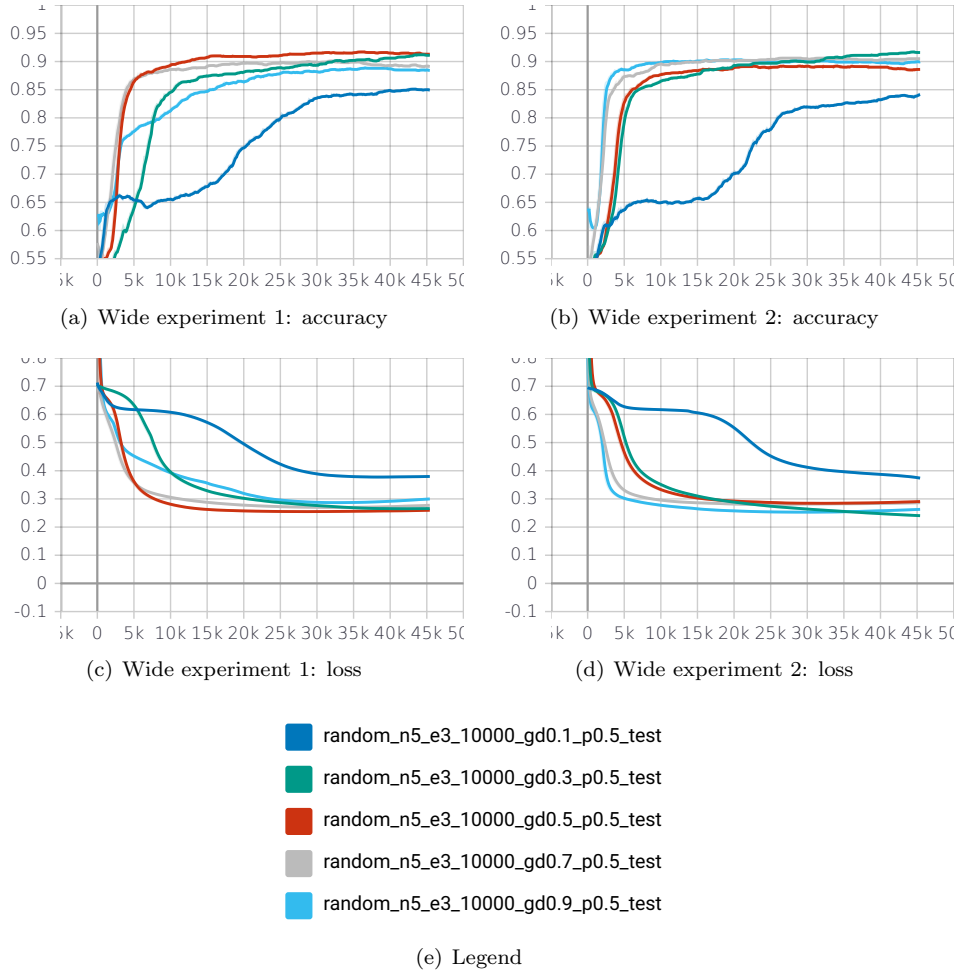 1 1
0.95 0.95
0.9 0.9
0.85 0.85
0.8 0.8
0.75 0.75
0.7 0.7
0.65 0.65
0.6 0.6
0.55 0.55
5k 0 5k 10k 15k 20k 25k 30k 35k 40k 45k 50 5k 0 5k 10k 15k 20k 25k 30k 35k 40k 45k 50
(a) Wide experiment 1: accuracy (b) Wide experiment 2: accuracy
0.8 0.8
0.7 0.7
0.6 0.6
0.5 0.5
0.4 0.4
0.3 0.3
0.2 0.2
0.1 0.1
0 0
-0.1 -0.1
5k 0 5k 10k 15k 20k 25k 30k 35k 40k 45k 50 5k 0 5k 10k 15k 20k 25k 30k 35k 40k 45k 50
(c) Wide experiment 1: loss (d) Wide experiment 2: loss
random_n5_e3_10000_gd0.1_p0.5_test
random_n5_e3_10000_gd0.3_p0.5_test
random_n5_e3_10000_gd0.5_p0.5_test
random_n5_e3_10000_gd0.7_p0.5_test
random_n5_e3_10000_gd0.9_p0.5_test
(e) Legend